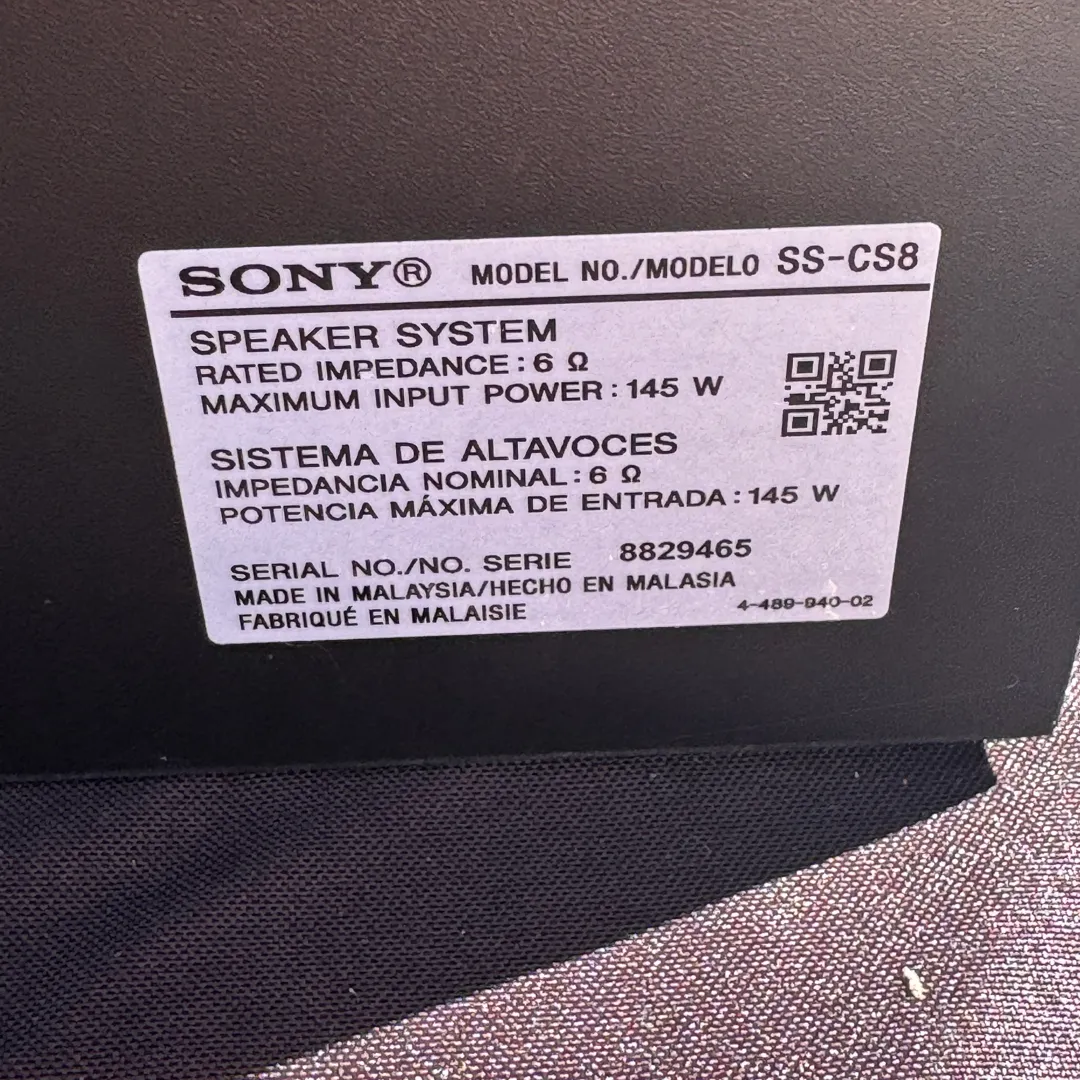 SONY® MODEL NO./MODELO SS-CS8
SPEAKER SYSTEM
RATED IMPEDANCE : 6 Ω
MAXIMUM INPUT POWER : 145 W
SISTEMA DE ALTAVOCES
IMPEDANCIA NOMINAL : 6 Ω
POTENCIA MÁXIMA DE ENTRADA : 145 W
SERIAL NO./NO. SERIE 8829465
MADE IN MALAYSIA/HECHO EN MALASIA
FABRIQUÉ EN MALAISIE
4-489-940-02